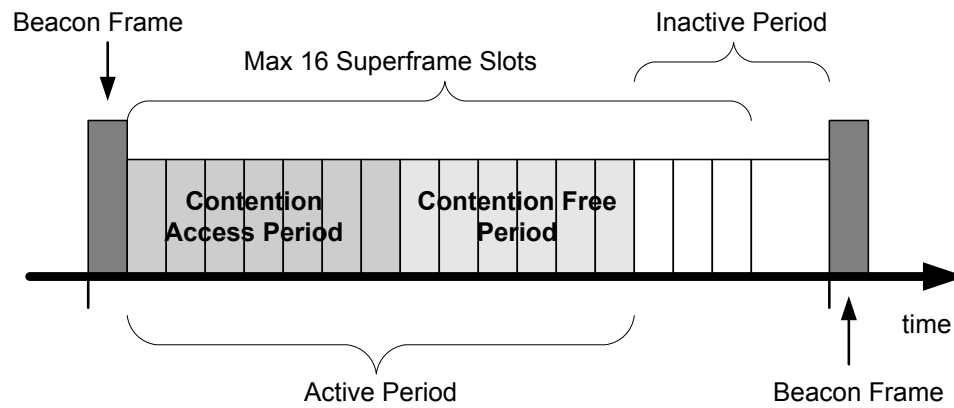 Beacon Frame
Inactive Period
Max 16 Superframe Slots
Contention
Access Period
Contention Free
Period
time
Active Period
Beacon Frame